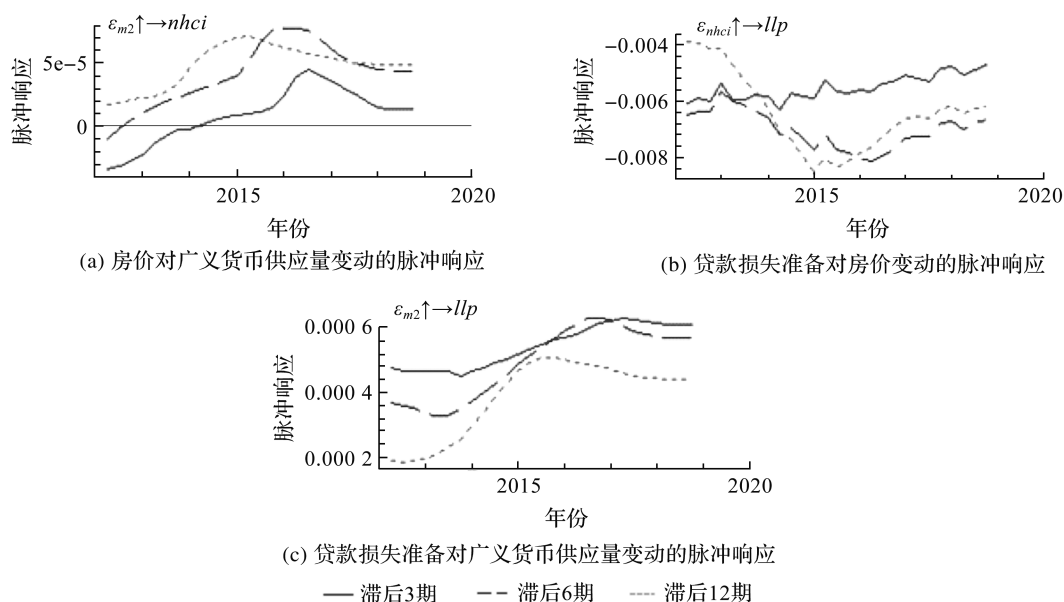 ε_{m2}↑→nhci
5e−5
0
脉冲响应
2015 2020
年份
(a) 房价对广义货币供应量变动的脉冲响应
ε_{nhci}↑→llp
−0.004
−0.006
−0.008
脉冲响应
2015 2020
年份
(b) 贷款损失准备对房价变动的脉冲响应
ε_{m2}↑→llp
0.000 6
0.000 4
0.000 2
脉冲响应
2015 2020
年份
(c) 贷款损失准备对广义货币供应量变动的脉冲响应
滞后3期 滞后6期 滞后12期